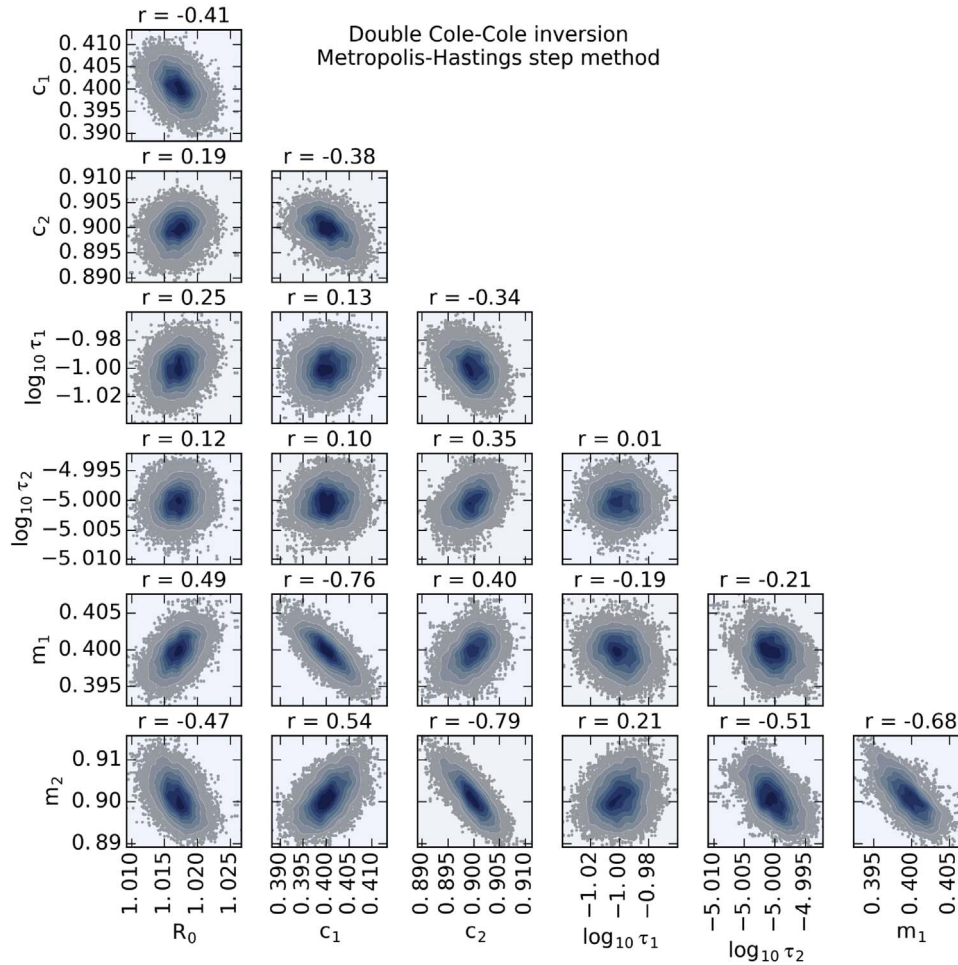 r = -0.41
Double Cole-Cole inversion
Metropolis-Hastings step method
0.410
0.405
0.400
0.395
0.390
c1
r = 0.19 r = -0.38
0.910
0.905
0.900
0.895
0.890
c2
r = 0.25 r = 0.13 r = -0.34
−0.98
−1.00
−1.02
log10 τ1
r = 0.12 r = 0.10 r = 0.35 r = 0.01
−4.995
−5.000
−5.005
−5.010
log10 τ2
r = 0.49 r = -0.76 r = 0.40 r = -0.19 r = -0.21
0.405
0.400
0.395
m1
r = -0.47 r = 0.54 r = -0.79 r = 0.21 r = -0.51 r = -0.68
0.91
0.90
0.89
m2
1.010 1.015 1.020 1.025 0.390 0.395 0.400 0.405 0.410 0.890 0.895 0.900 0.905 0.910 −1.02 −1.00 −0.98 −5.010 −5.005 −5.000 −4.995 0.395 0.400 0.405
R0 c1 c2 log10 τ1 log10 τ2 m1